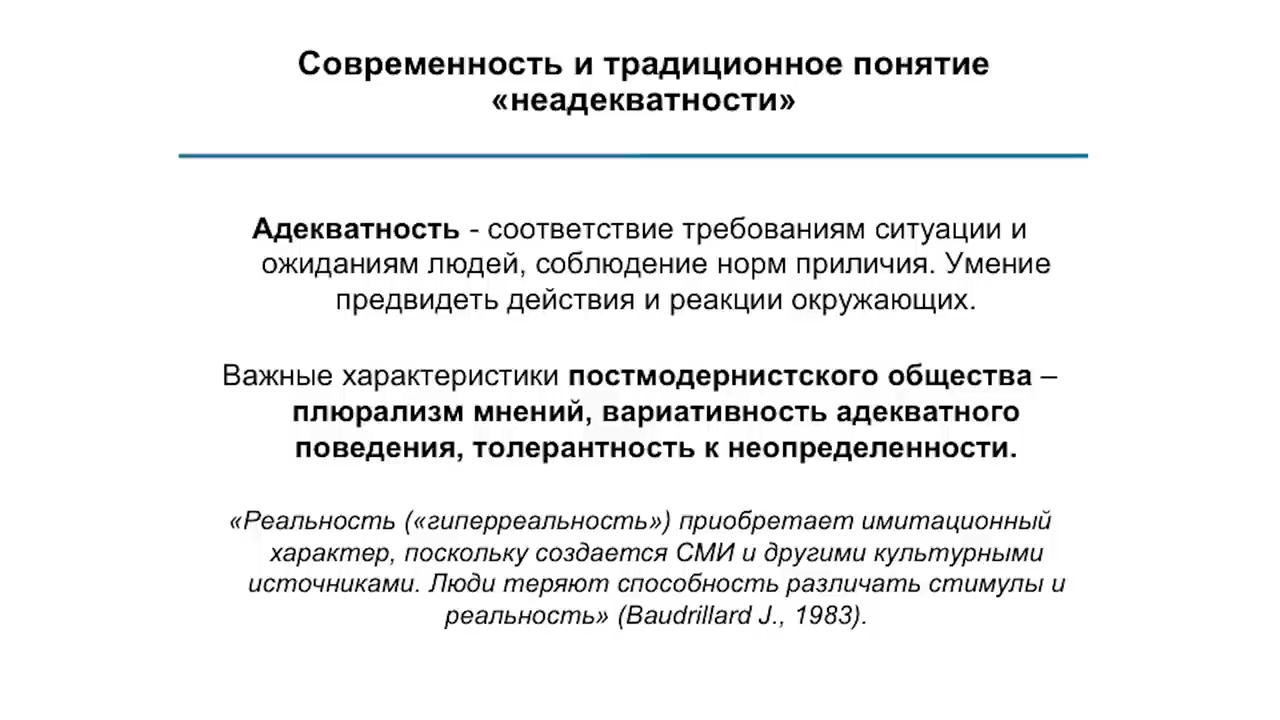 Современность и традиционное понятие
«неадекватности»
Адекватность - соответствие требованиям ситуации и
ожиданиям людей, соблюдение норм приличия. Умение
предвидеть действия и реакции окружающих.
Важные характеристики постмодернистского общества –
плюрализм мнений, вариативность адекватного
поведения, толерантность к неопределенности.
«Реальность («гиперреальность») приобретает имитационный
характер, поскольку создается СМИ и другими культурными
источниками. Люди теряют способность различать стимулы и
реальность» (Baudrillard J., 1983).